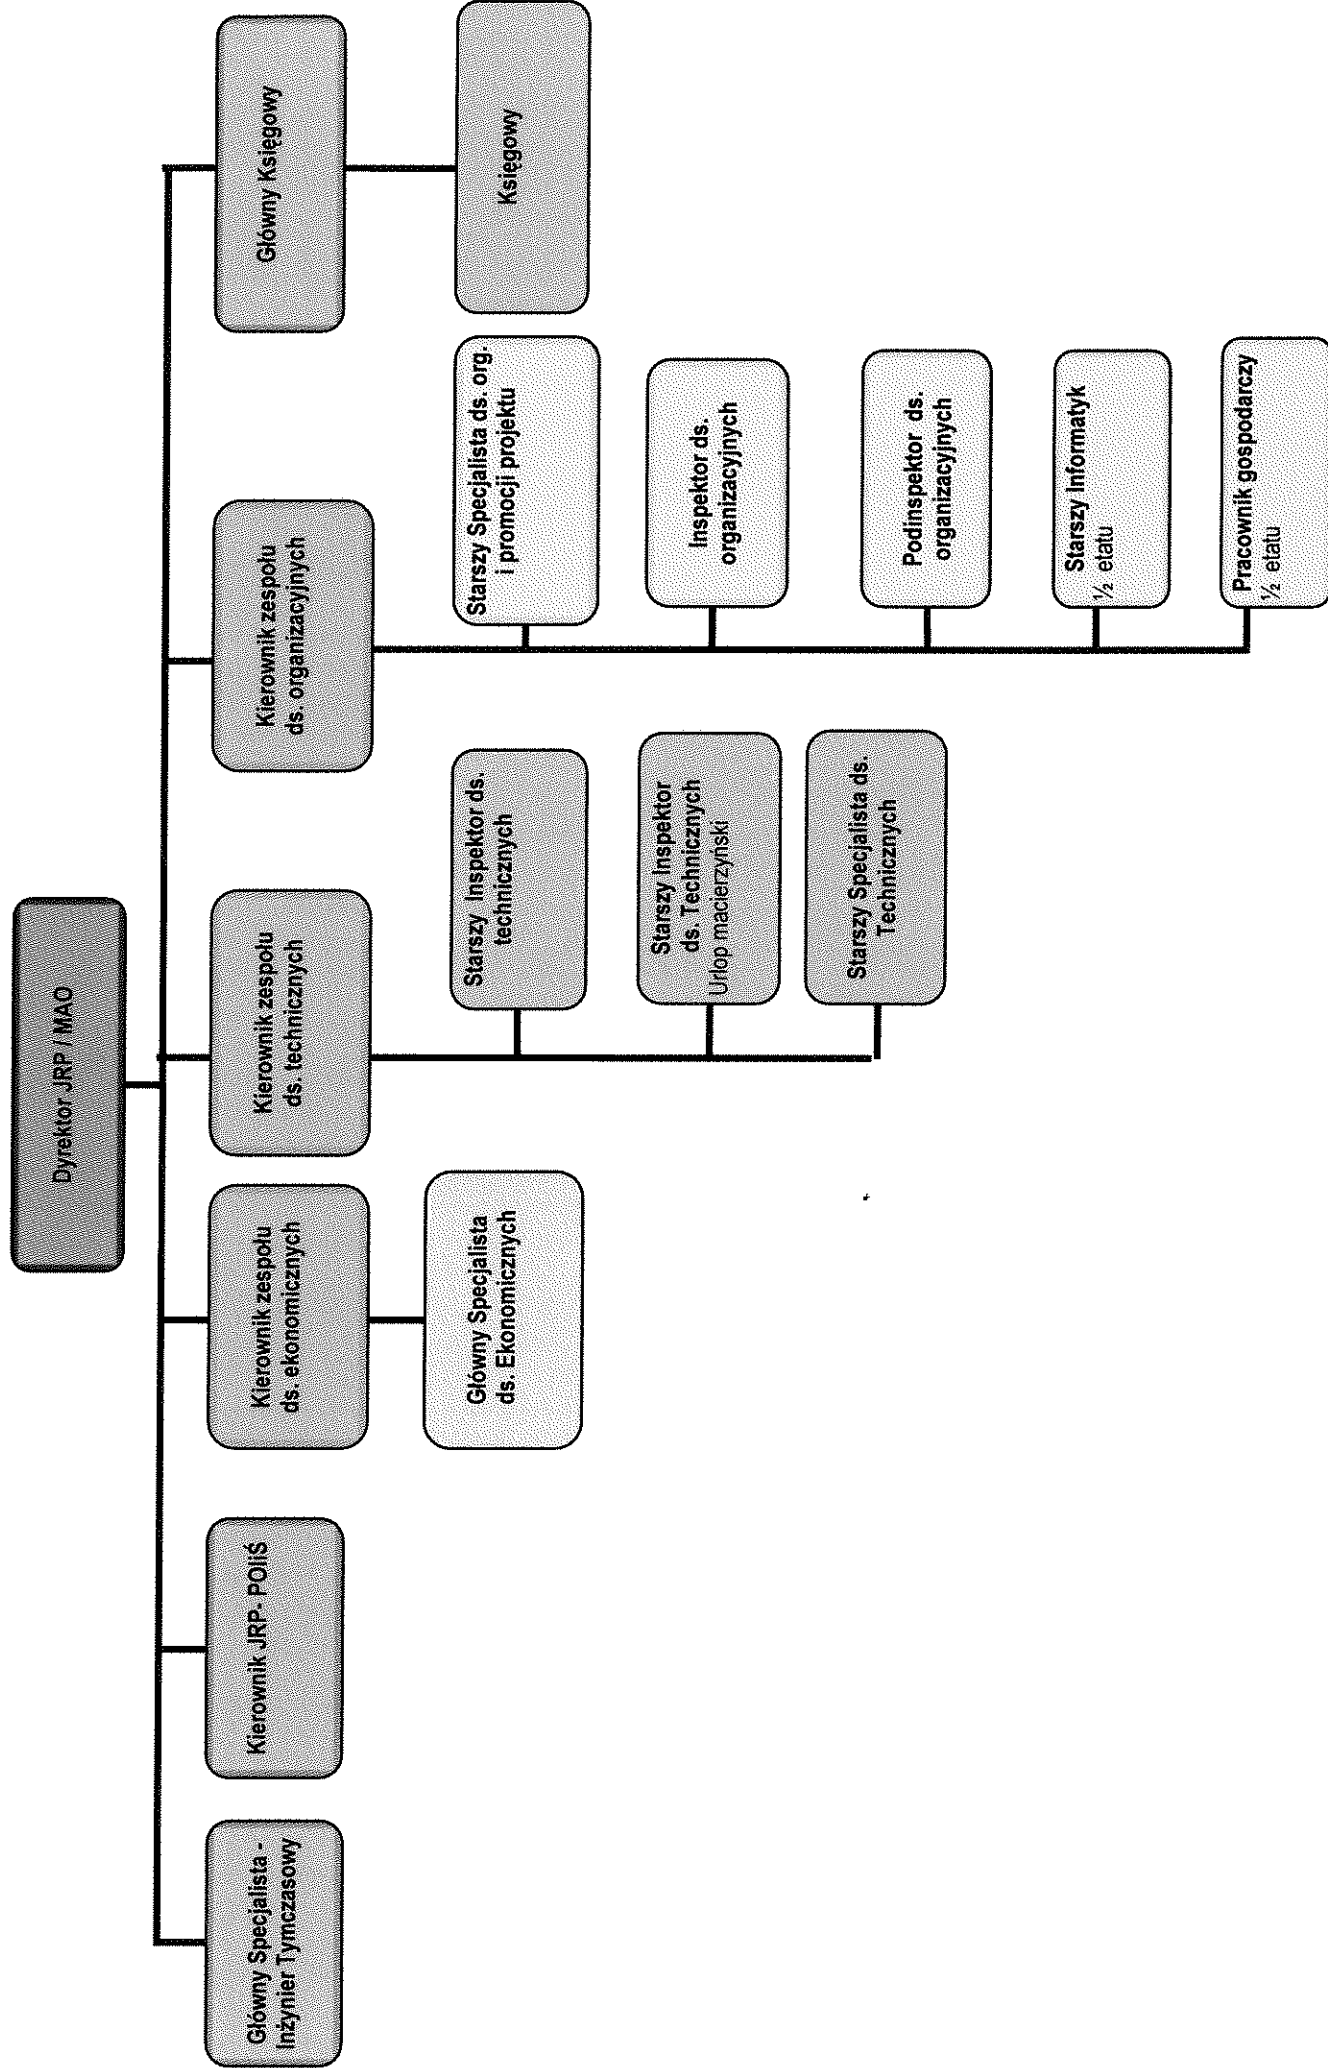 Dyrektor JRP / MAO
Główny Specjalista -
Inżynier Tymczasowy
Kierownik JRP- POIiŚ
Kierownik zespołu
ds. ekonomicznych
Kierownik zespołu
ds. technicznych
Kierownik zespołu
ds. organizacyjnych
Główny Księgowy
Główny Specjalista
ds. Ekonomicznych
Starszy Inspektor ds.
technicznych
Starszy Inspektor
ds. Technicznych
Urlop macierzyński
Starszy Specjalista ds.
Technicznych
Starszy Specjalista ds. org.
i promocji projektu
Inspektor ds.
organizacyjnych
Podinspektor ds.
organizacyjnych
Starszy Informatyk
½ etatu
Pracownik gospodarczy
½ etatu
Księgowy